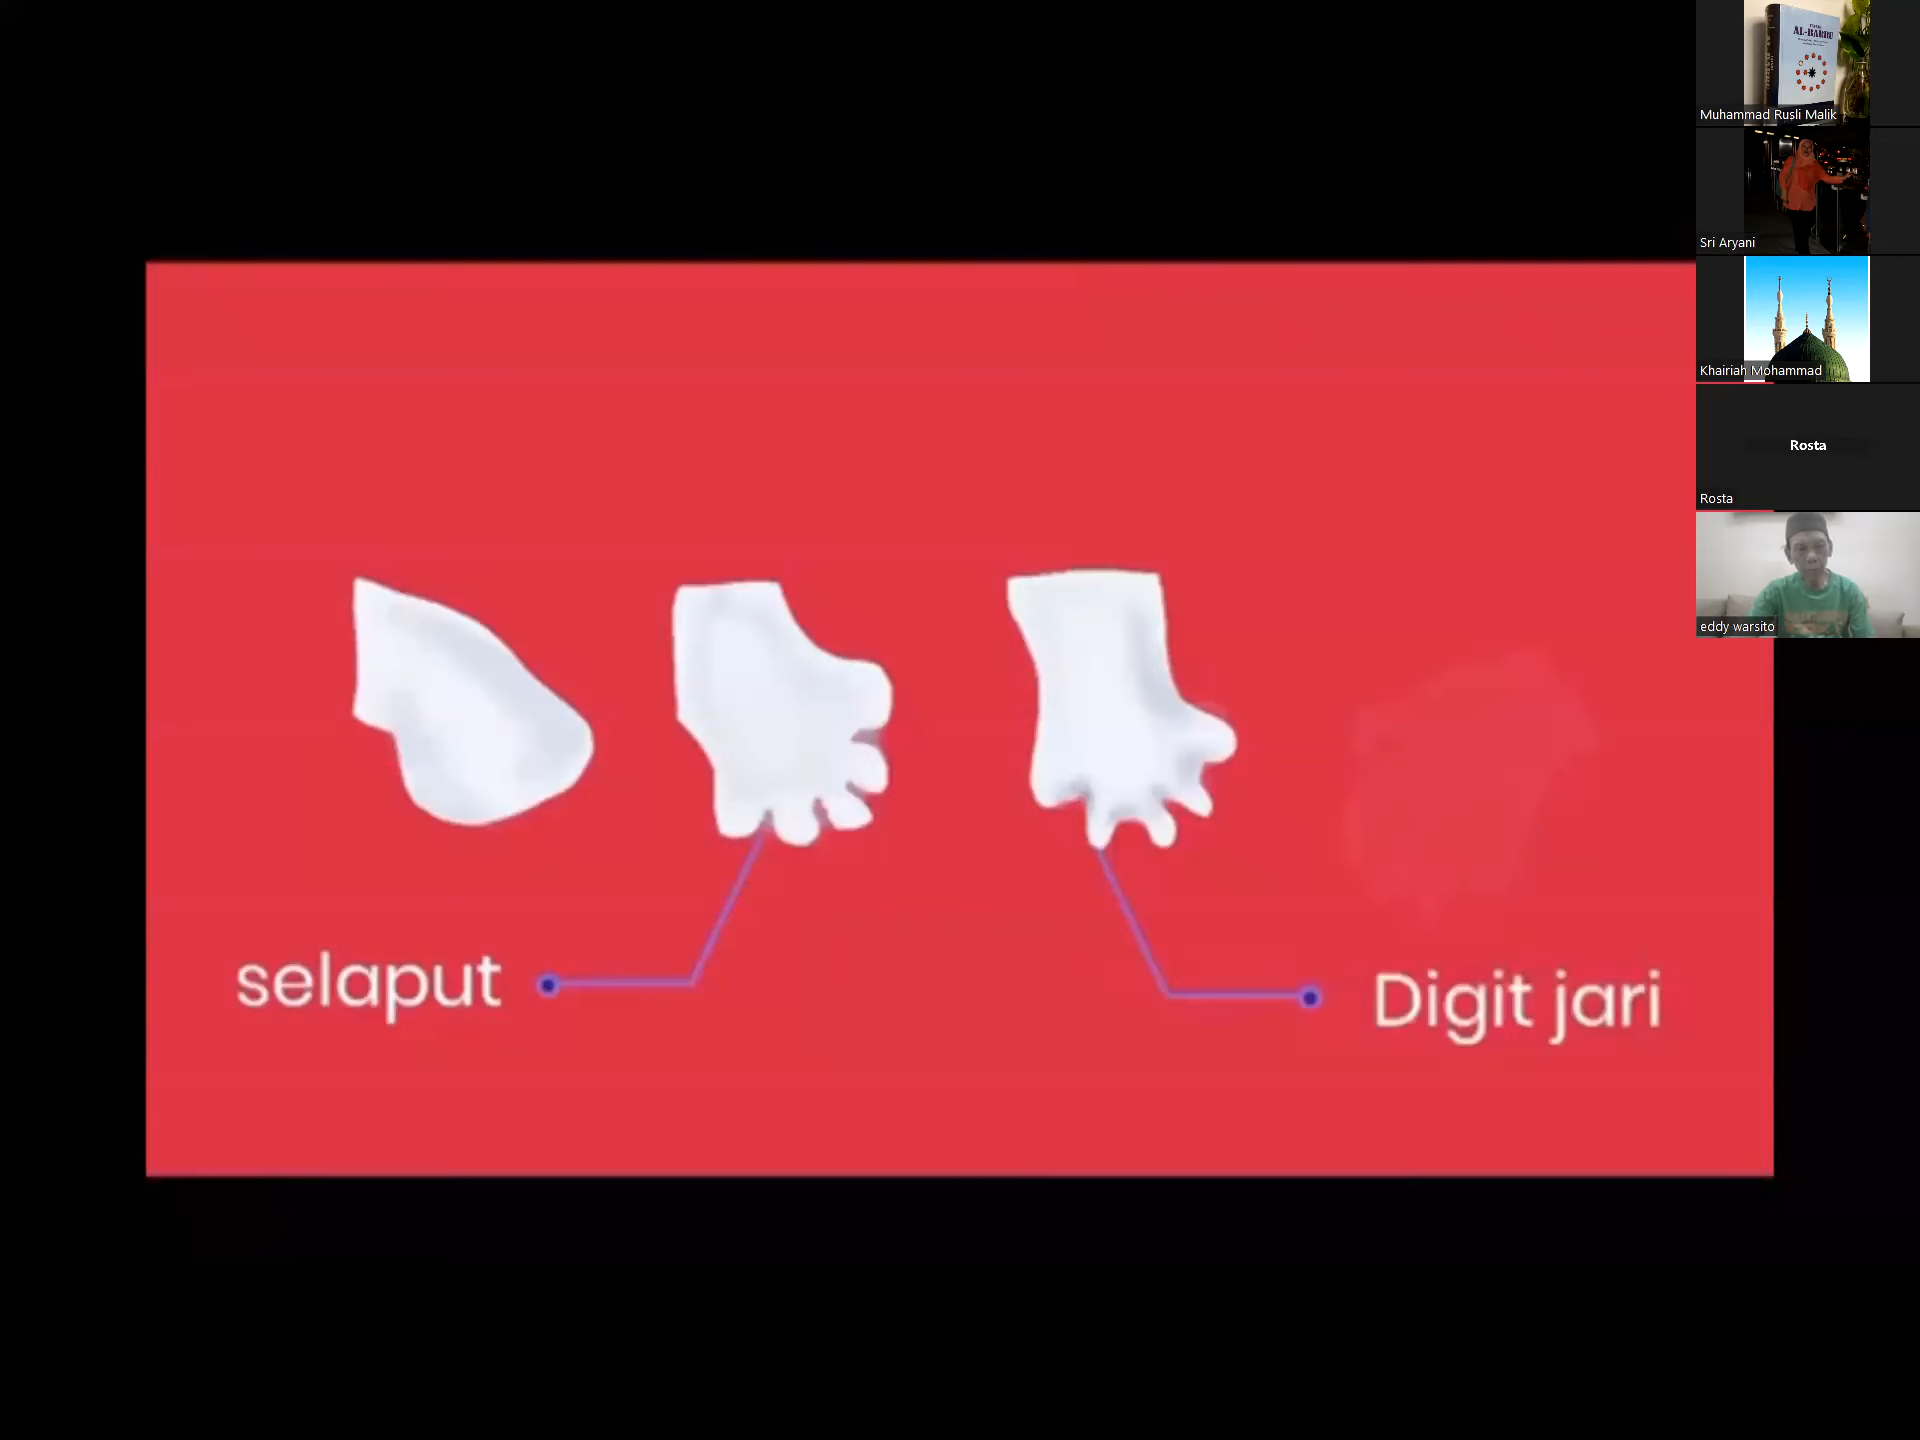 AL-BARRU
Muhammad Rusli Malik
Sri Aryani
Khairiah Mohammad
Rosta
Rosta
eddy warsito
selaput
Digit jari